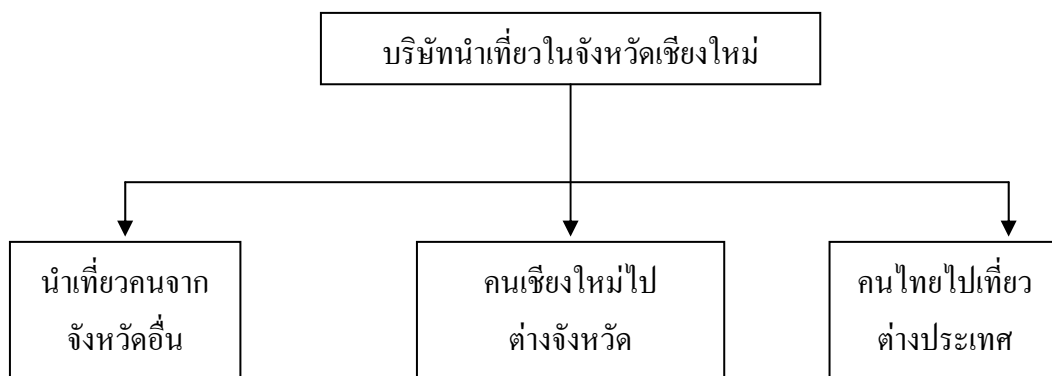 บริษัทนำเที่ยวในจังหวัดเชียงใหม่
นำเที่ยวคนจาก
จังหวัดอื่น
คนเชียงใหม่ไป
ต่างจังหวัด
คนไทยไปเที่ยว
ต่างประเทศ